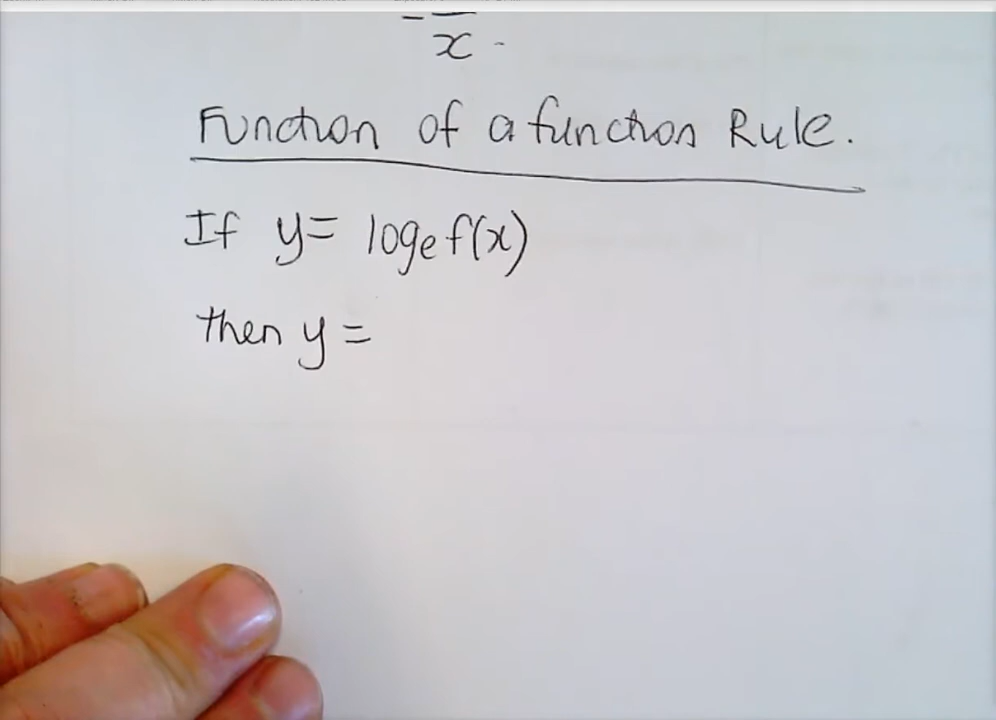 x
Function of a function Rule.
If y= logₑ f(x)
then y =